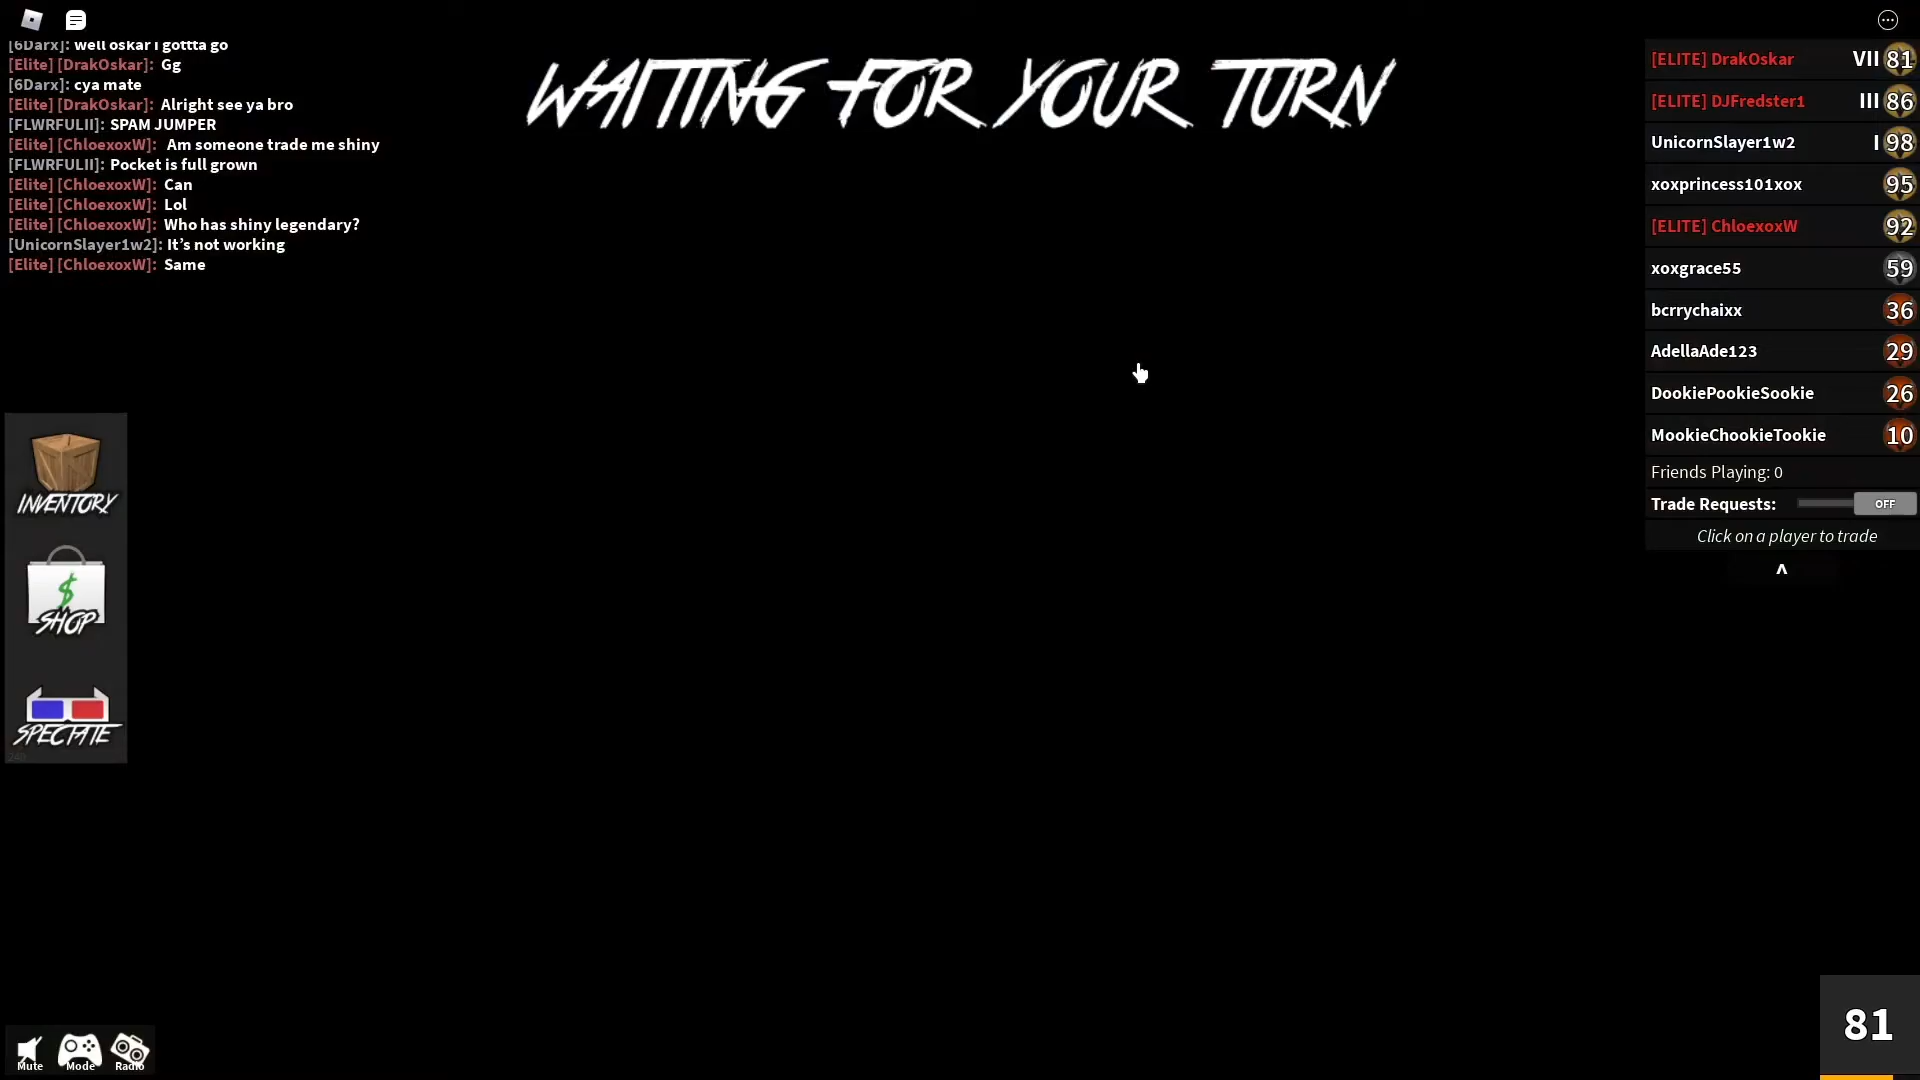 [6Darx]: well oskar i gottta go
[Elite] [DrakOskar]: Gg
[6Darx]: cya mate
[Elite] [DrakOskar]: Alright see ya bro
[FLWRFULII]: SPAM JUMPER
[Elite] [ChloexoxW]: Am someone trade me shiny
[FLWRFULII]: Pocket is full grown
[Elite] [ChloexoxW]: Can
[Elite] [ChloexoxW]: Lol
[Elite] [ChloexoxW]: Who has shiny legendary?
[UnicornSlayer1w2]: It’s not working
[Elite] [ChloexoxW]: Same
WAITING FOR YOUR TURN
[ELITE] DrakOskar VII 81
[ELITE] DJFredster1 III 86
UnicornSlayer1w2 I 98
xoxprincess101xox 95
[ELITE] ChloexoxW 92
xoxgrace55 59
bcrrychaixx 36
AdellaAde123 29
DookiePookieSookie 26
MookieChookieTookie 10
Friends Playing: 0
Trade Requests: OFF
Click on a player to trade
INVENTORY
$
SHOP
SPECTATE
Mute Mode Radio
81